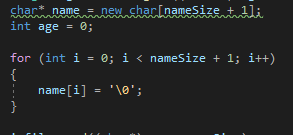 char* name = new char[nameSize + 1];
int age = 0;
for (int i = 0; i < nameSize + 1; i++)
{
name[i] = '\0';
}